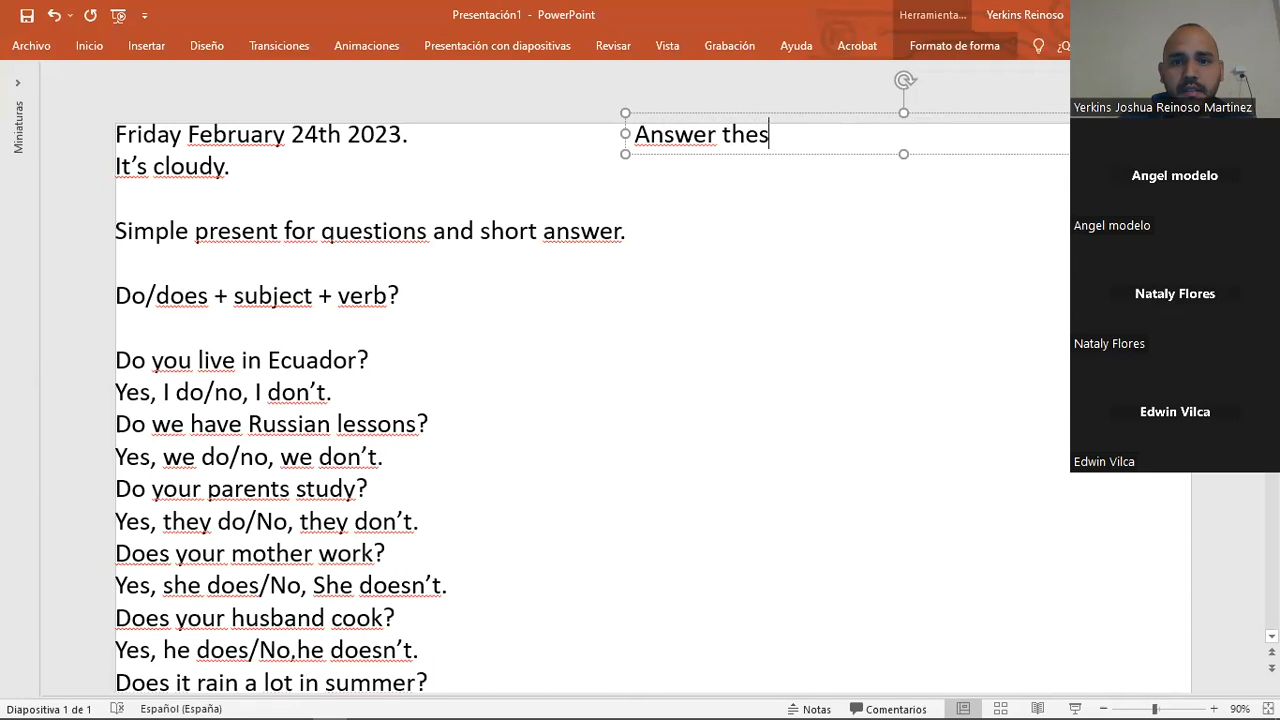 Presentación1 - PowerPoint
Herramienta...
Yerkins Reinoso
Archivo
Inicio
Insertar
Diseño
Transiciones
Animaciones
Presentación con diapositivas
Revisar
Vista
Grabación
Ayuda
Acrobat
Formato de forma
¿Q
Miniaturas
Friday February 24th 2023.
It's cloudy.
Simple present for questions and short answer.
Do/does + subject + verb?
Do you live in Ecuador?
Yes, I do/no, I don't.
Do we have Russian lessons?
Yes, we do/no, we don't.
Do your parents study?
Yes, they do/No, they don't.
Does your mother work?
Yes, she does/No, She doesn't.
Does your husband cook?
Yes, he does/No,he doesn't.
Does it rain a lot in summer?
Answer thes
Yerkins Joshua Reinoso Martinez
Angel modelo
Angel modelo
Nataly Flores
Nataly Flores
Edwin Vilca
Edwin Vilca
Diapositiva 1 de 1
Español (España)
Notas
Comentarios
90%